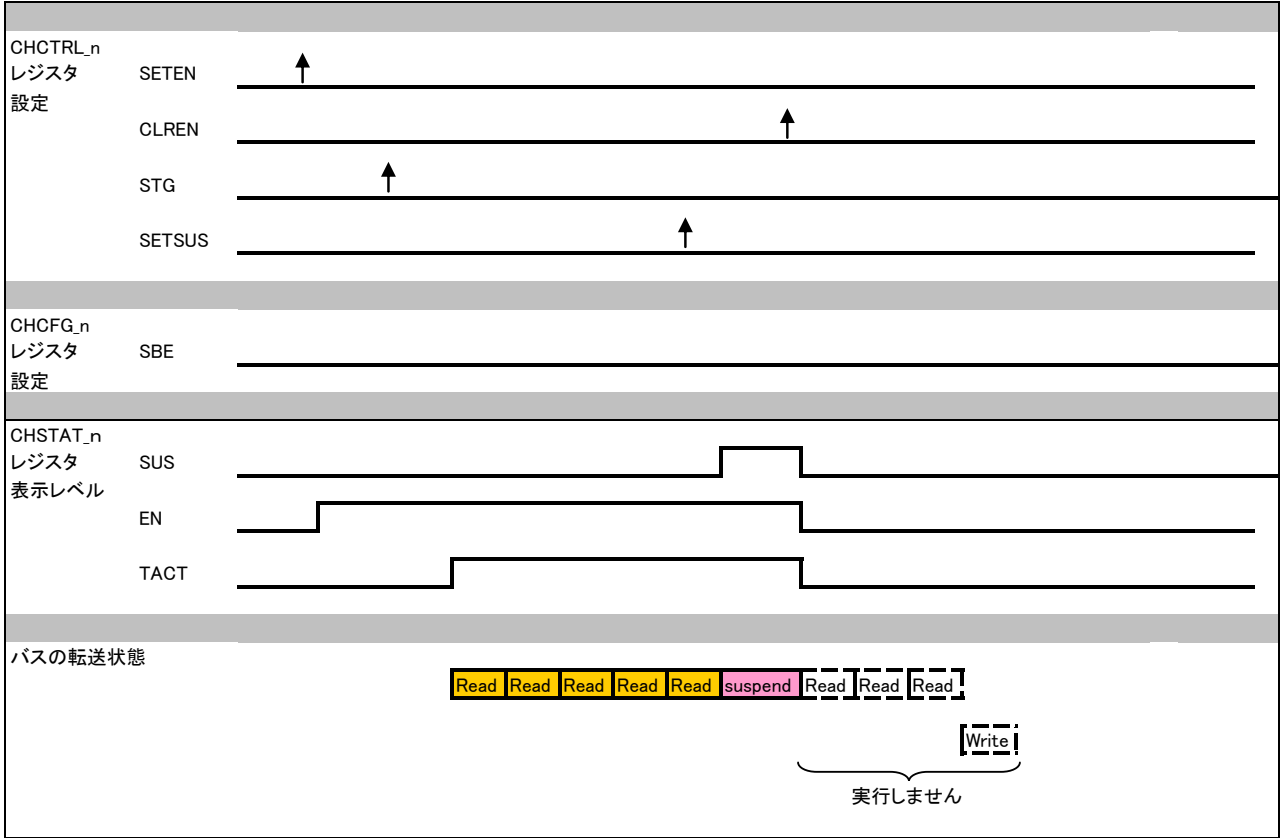 CHCTRL_n
レジスタ
設定
SETEN
CLREN
STG
SETSUS
CHCFG_n
レジスタ
設定
SBE
CHSTAT_n
レジスタ
表示レベル
SUS
EN
TACT
バスの転送状態
Read Read Read Read Read suspend Read Read Read
Write
実行しません